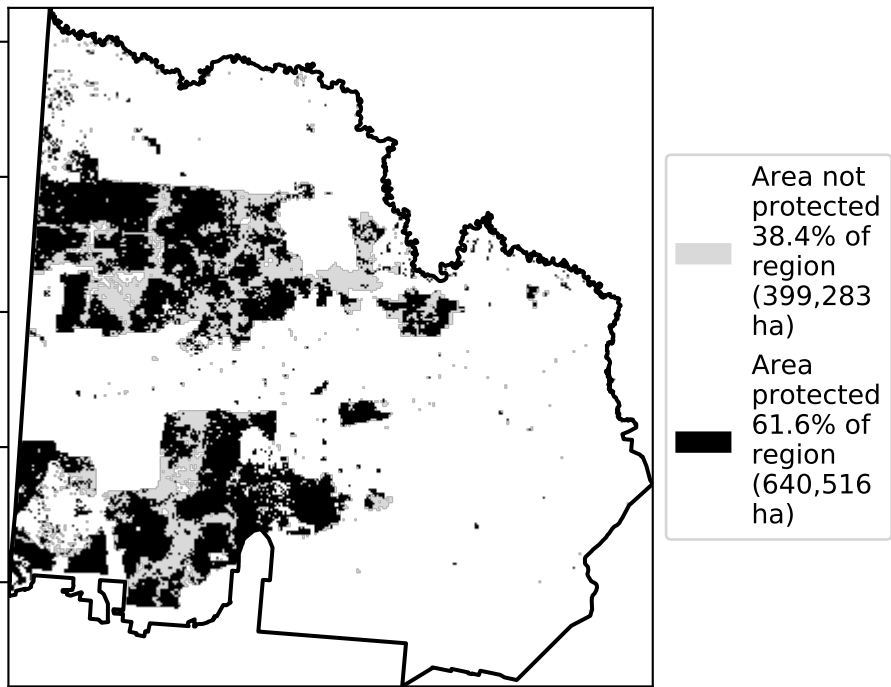 Area not
protected
38.4% of
region
(399,283
ha)
Area
protected
61.6% of
region
(640,516
ha)